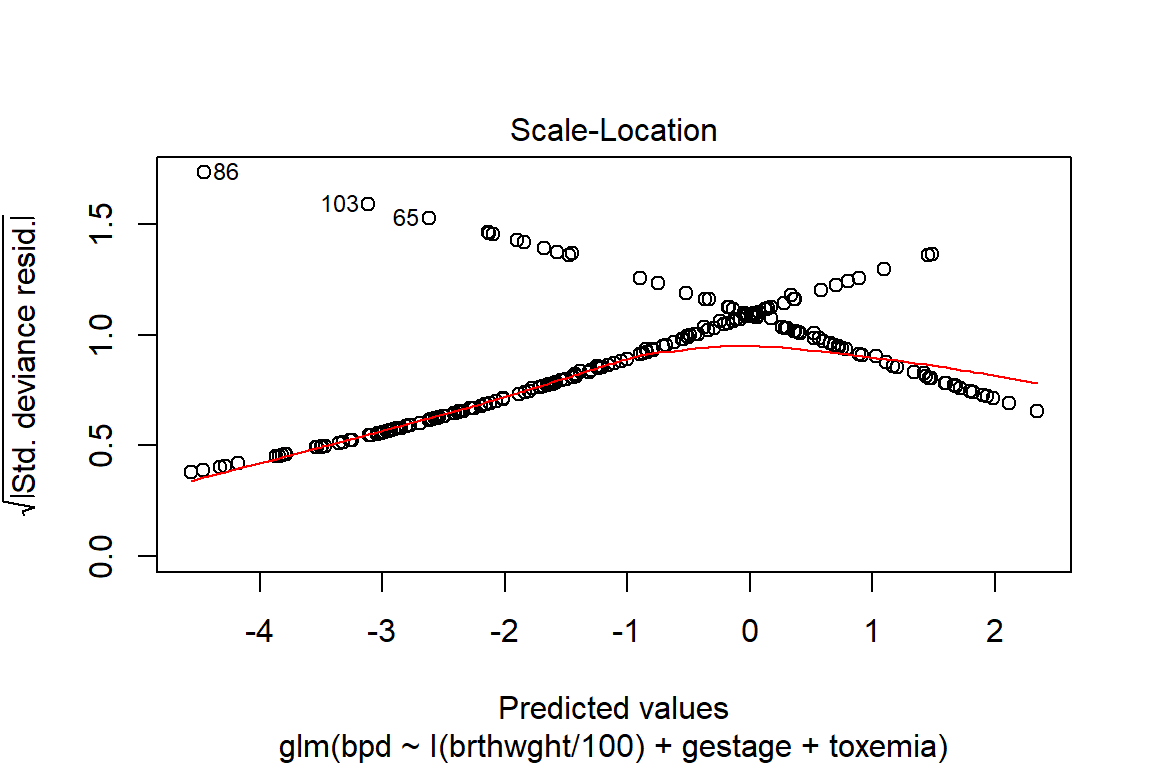 Scale-Location
86
103
65
√|Std. deviance resid.|
1.5
1.0
0.5
0.0
-4 -3 -2 -1 0 1 2
Predicted values
glm(bpd ~ I(brthwght/100) + gestage + toxemia)